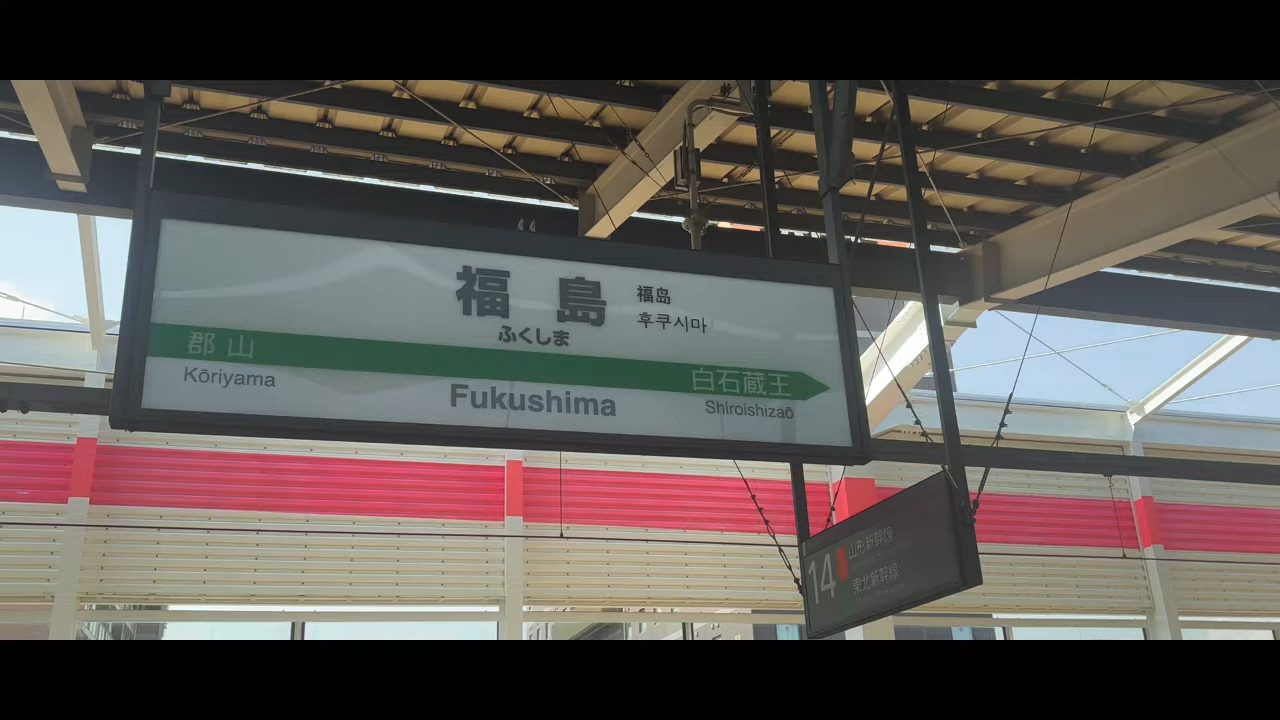 福島
福岛
후쿠시마
ふくしま
郡山
白石蔵王
Kōriyama
Fukushima
Shiroishizaō
14
山形新幹線
東北新幹線